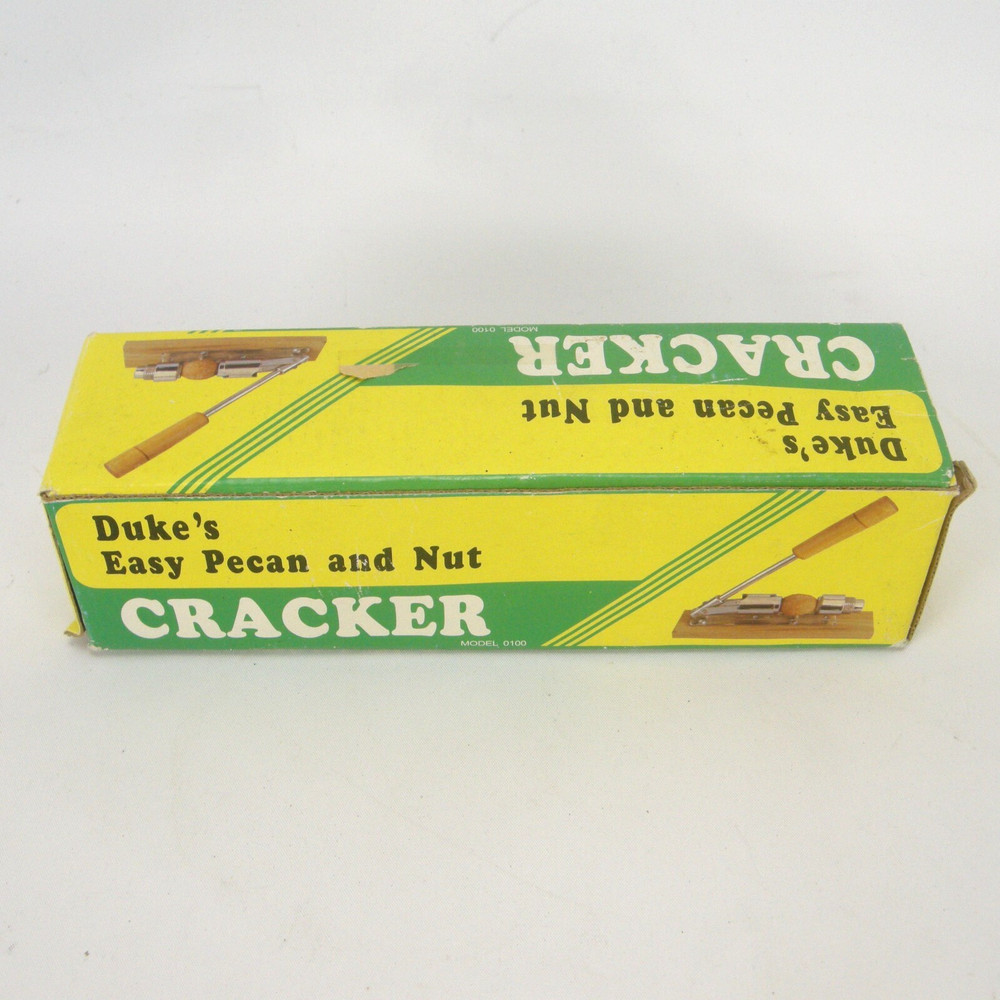 Duke's
Easy Pecan and Nut
CRACKER
MODEL 0100
Duke's
Easy Pecan and Nut
CRACKER
MODEL 0100